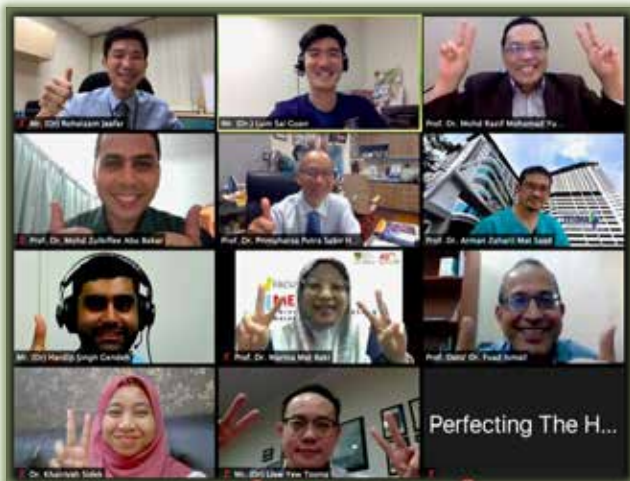 Mr. (Dr) Rohaizam Jaafar
Mr. (Dr) Lum Sai Guan
Prof. Dr. Mohd Razif Mohamad Yu...
Prof. Dr. Mohd Zulkiflee Abu Bakar
Prof. Dr. Primuharsa Putra Sabir H...
Prof. Dr. Arman Zaharil Mat Saad
Mr. (Dr) Hardip Singh Gendeh
Prof. Dr. Marina Mat Baki
Prof. Dato' Dr. Fuad Ismail
Dr. Khairiyah Sidek
Mr. (Dr) Liew Yew Toong
Perfecting The H...